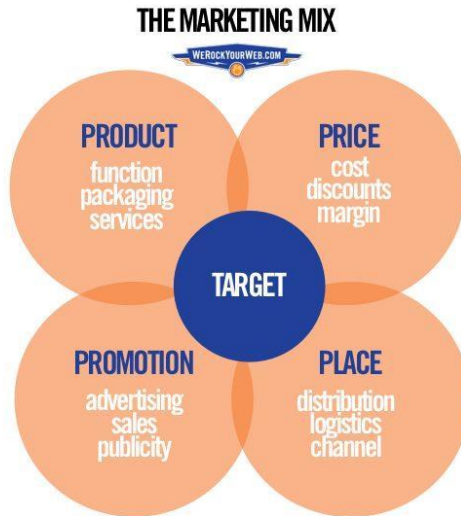 THE MARKETING MIX
WEROCKYOURWEB.COM
PRODUCT
function
packaging
services
PRICE
cost
discounts
margin
TARGET
PROMOTION
advertising
sales
publicity
PLACE
distribution
logistics
channel